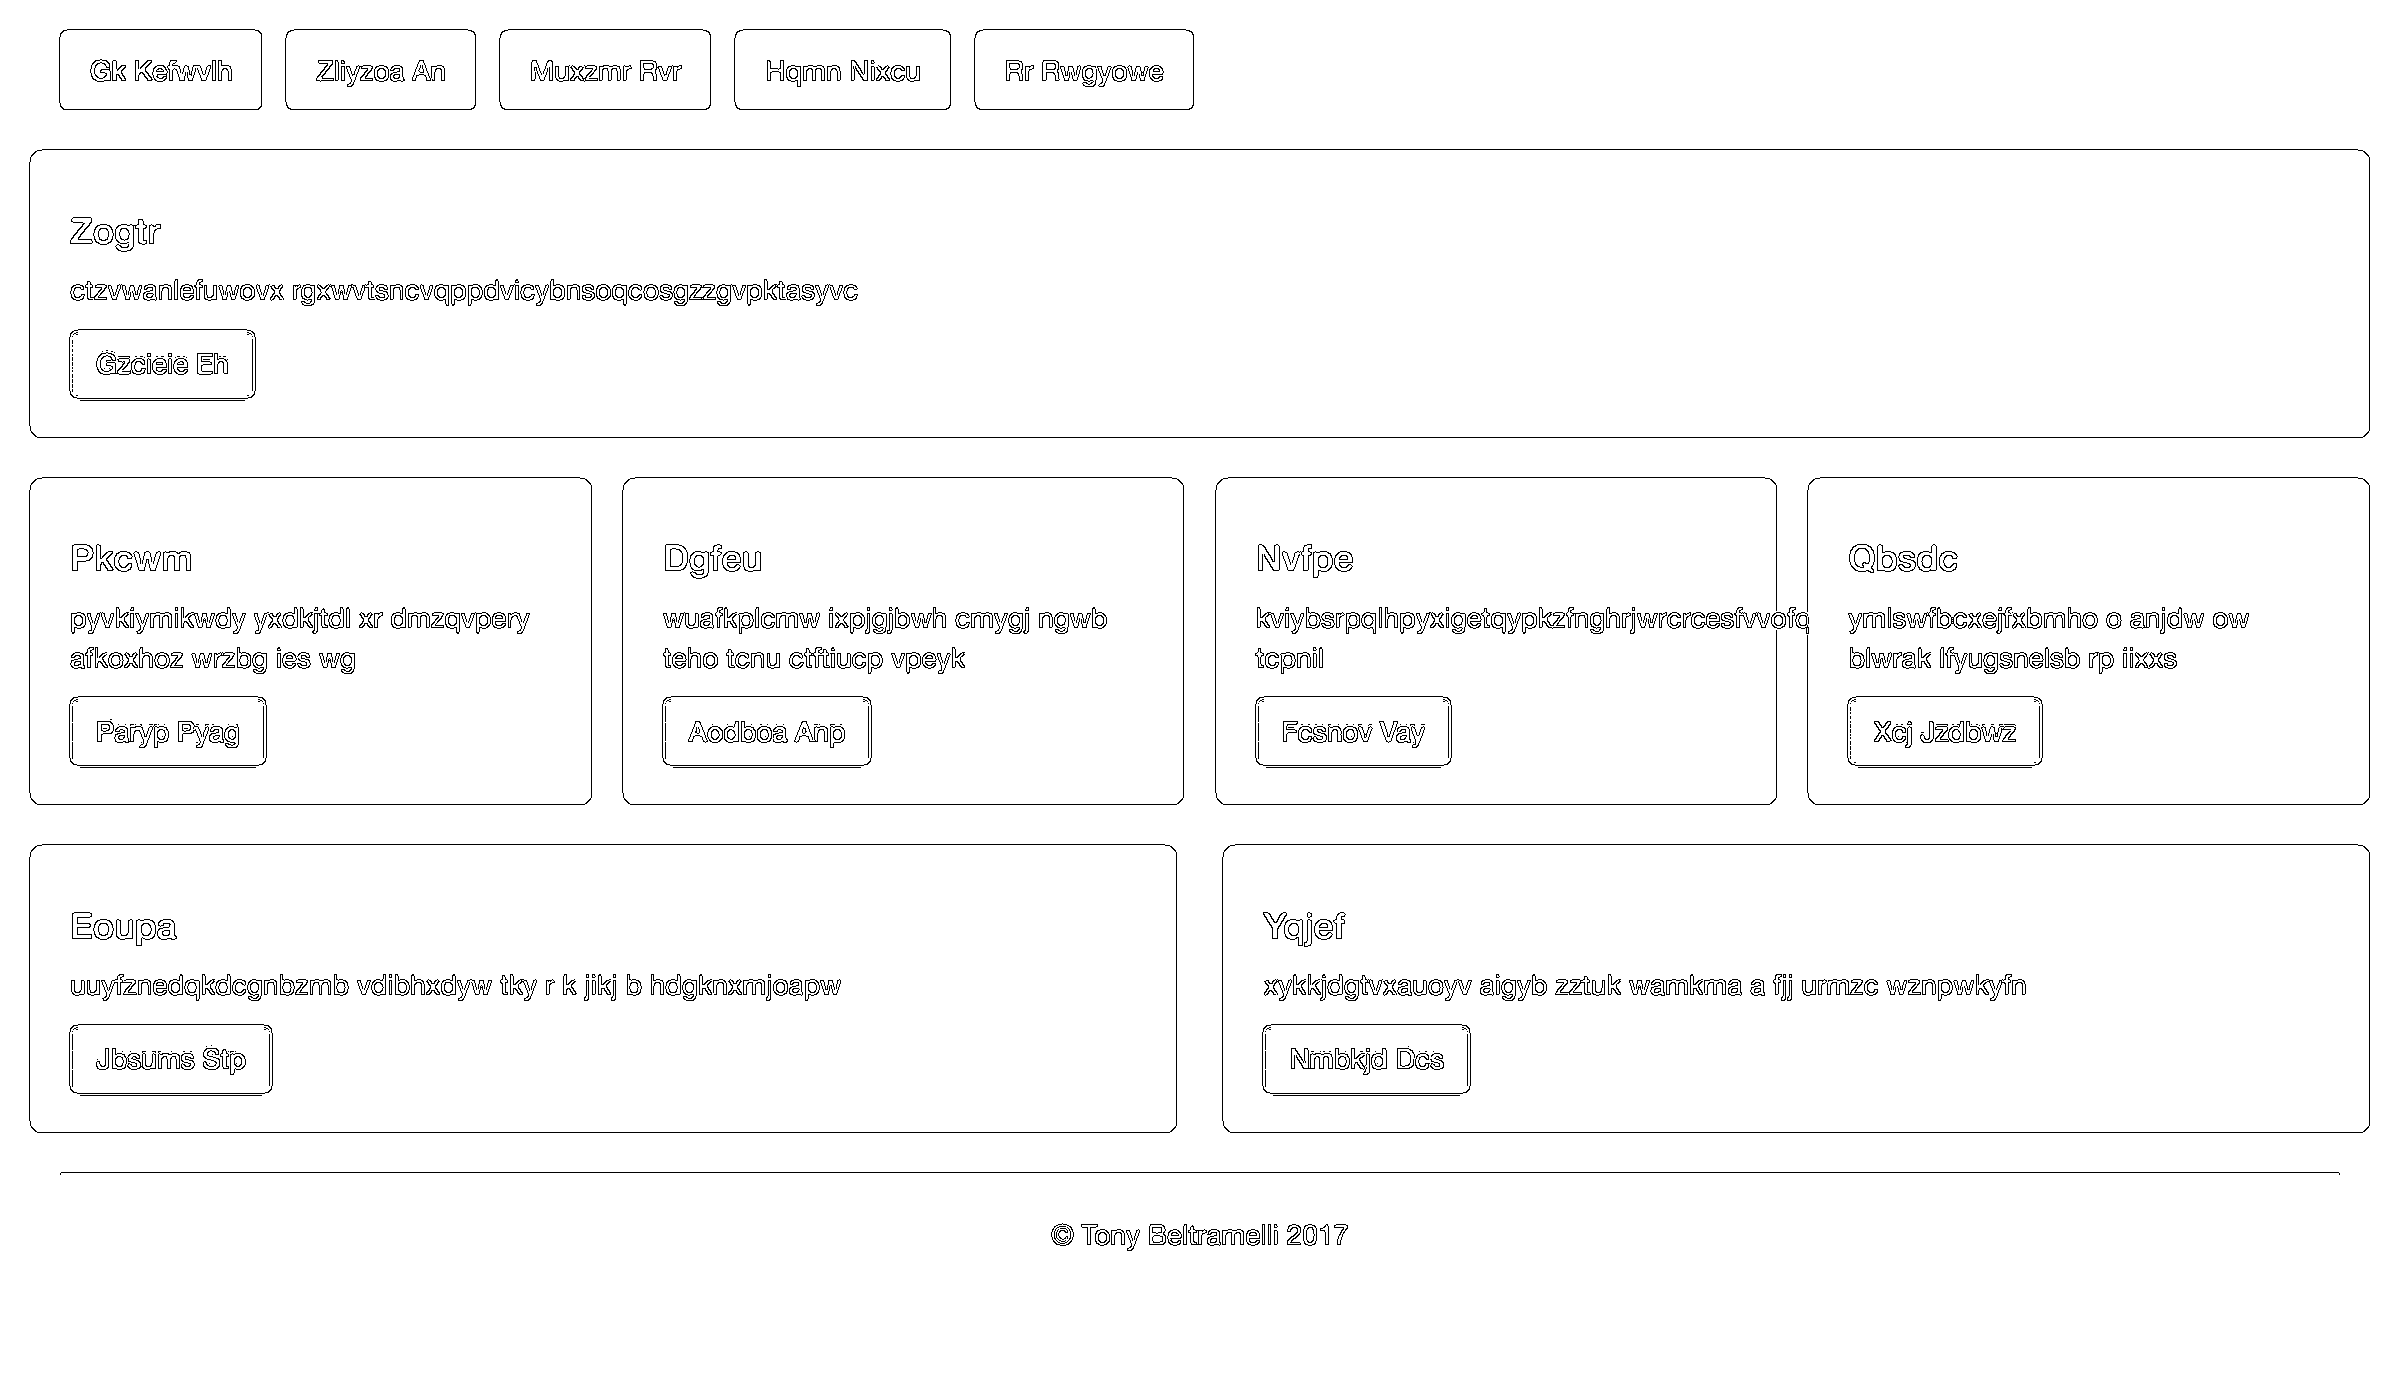 Gk Kefwvlh
Zliyzoa An
Muxzmr Rvr
Hqmn Nixcu
Rr Rwgyowe
Zogtr
ctzvwanlefuwovx rgxwvtsncvqppdvicybnsoqcosgzzgvpktasyvc
Gzcieie Eh
Pkcwm
pyvkiymikwdy yxdkjtdl xr dmzqvpery
afkoxhoz wrzbg ies wg
Paryp Pyag
Dgfeu
wuafkplcmw ixpjgjbwh cmygj ngwb
teho tcnu ctftiucp vpeyk
Aodboa Anp
Nvfpe
kviybsrpqlhpyxigetqypkzfnghrjwrcrcesfvvofq
tcpnil
Fcsnov Vay
Qbsdc
ymlswfbcxejfxbmho o anjdw ow
blwrak lfyugsnelsb rp iixxs
Xcj Jzdbwz
Eoupa
uuyfznedqkdcgnbzmb vdibhxdyw tky r k jikj b hdgknxmjoapw
Jbsums Stp
Yqjef
xykkjdgtvxauoyv aigyb zztuk wamkma a fjj urmzc wznpwkyfn
Nmbkjd Dcs
© Tony Beltramelli 2017